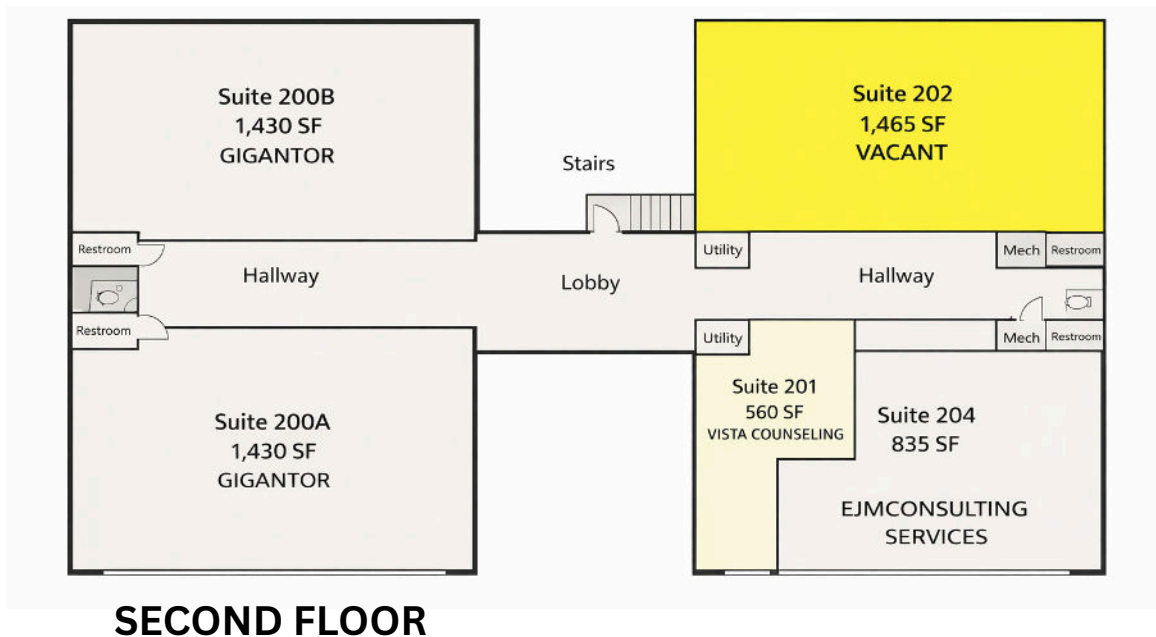 Suite 200B
1,430 SF
GIGANTOR
Suite 202
1,465 SF
VACANT
Stairs
Restroom
Hallway
Lobby
Utility
Hallway
Mech
Restroom
Restroom
Utility
Mech
Restroom
Suite 200A
1,430 SF
GIGANTOR
Suite 201
560 SF
VISTA COUNSELING
Suite 204
835 SF
EJMCONSULTING
SERVICES
SECOND FLOOR